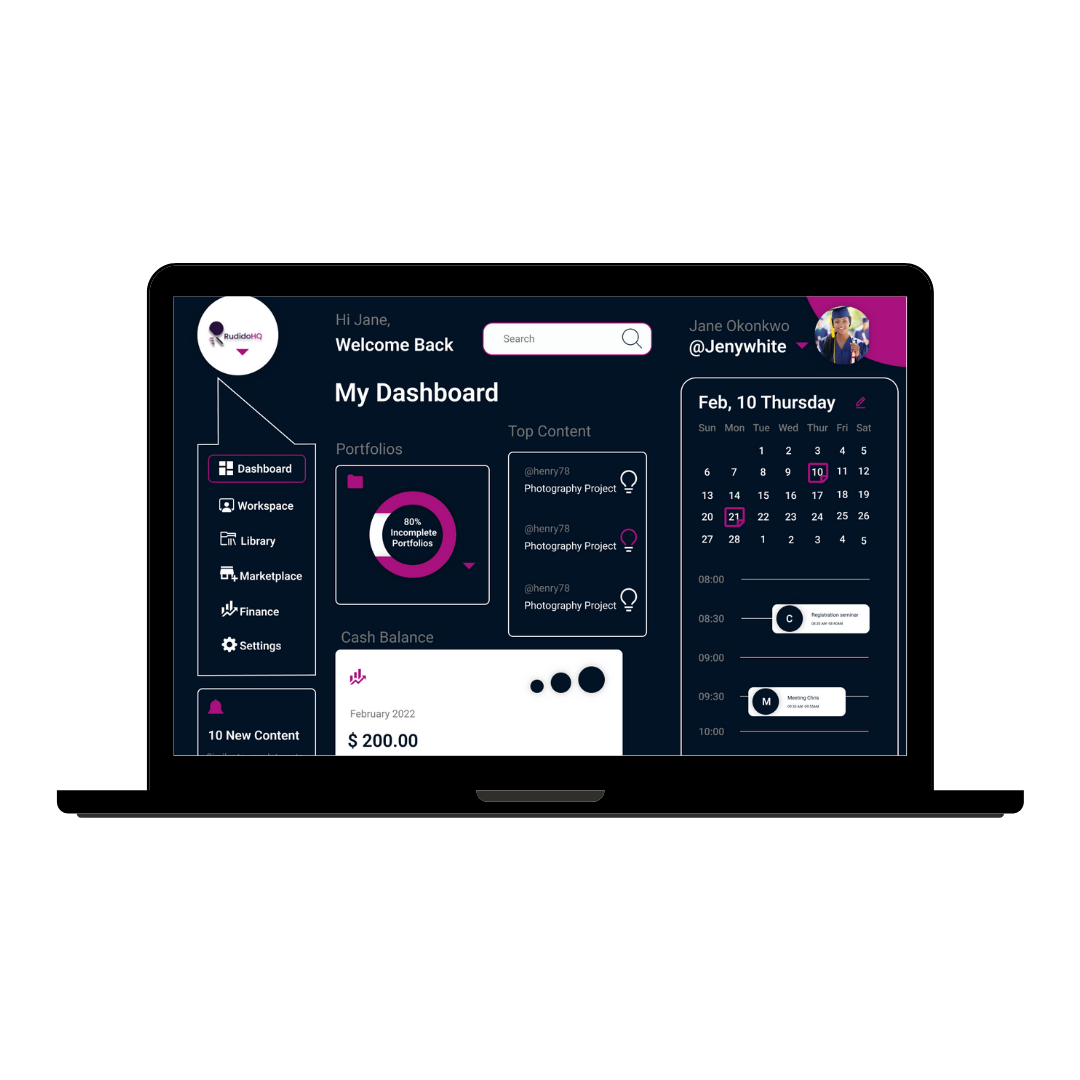 RudidoHQ
Hi Jane,
Welcome Back
Search
Jane Okonkwo
@Jenywhite
My Dashboard
Dashboard
Workspace
Library
Marketplace
Finance
Settings
10 New Content
Portfolios
80%
Incomplete
Portfolios
Top Content
@henry78
Photography Project
@henry78
Photography Project
@henry78
Photography Project
Cash Balance
February 2022
$ 200.00
Feb, 10 Thursday
Sun Mon Tue Wed Thur Fri Sat
1 2 3 4 5
6 7 8 9 10 11 12
13 14 15 16 17 18 19
20 21 22 23 24 25 26
27 28 1 2 3 4 5
08:00
08:30
C
Registration seminar
09:00
09:30
M
Meeting Chris
10:00